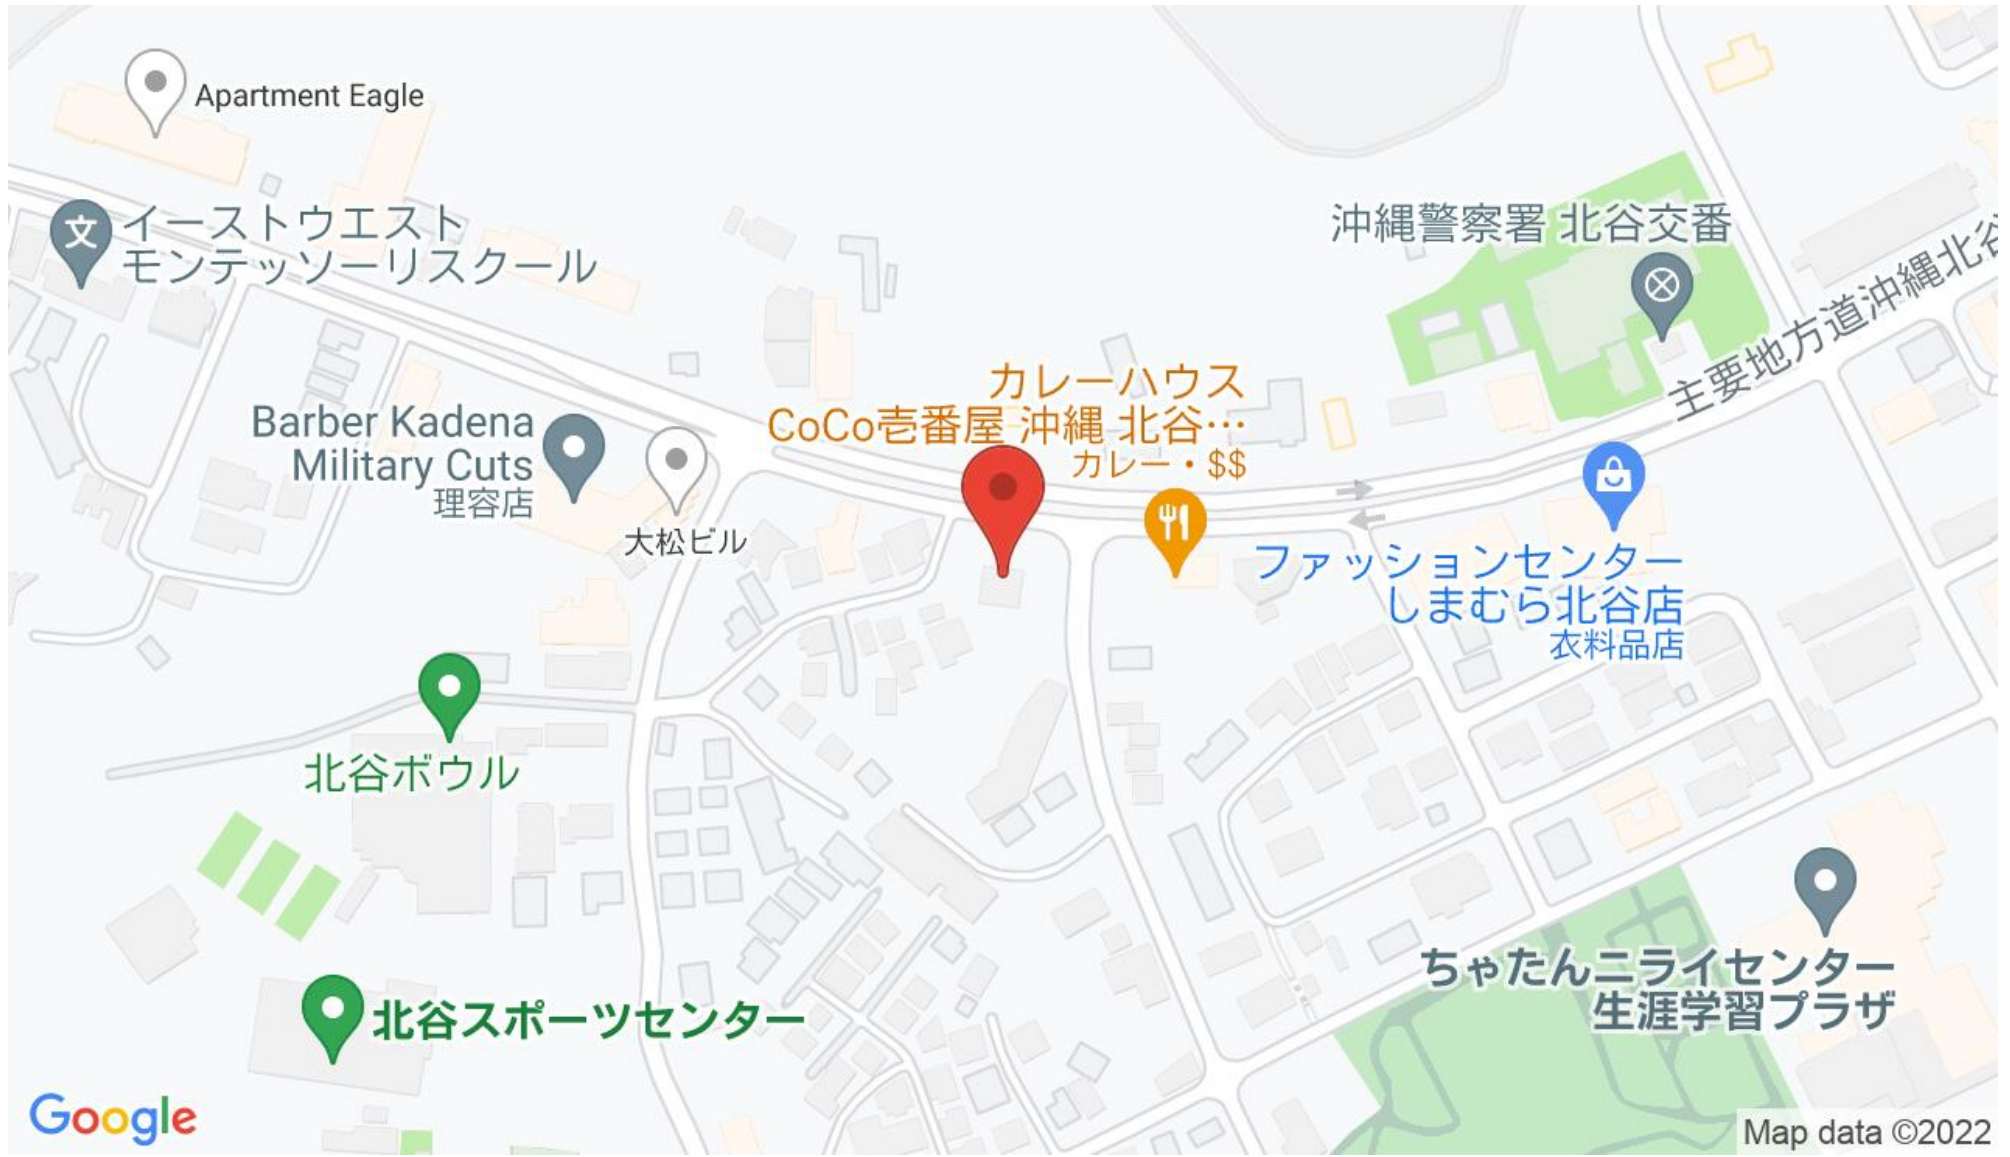 Apartment Eagle
文
イーストウエスト
モンテッソーリスクール
沖縄警察署 北谷交番
主要地方道沖縄北谷
カレーハウス
CoCo壱番屋 沖縄 北谷…
カレー・$$
Barber Kadena
Military Cuts
理容店
大松ビル
ファッションセンター
しまむら北谷店
衣料品店
北谷ボウル
ちゃたんニライセンター
生涯学習プラザ
北谷スポーツセンター
Google
Map data ©2022